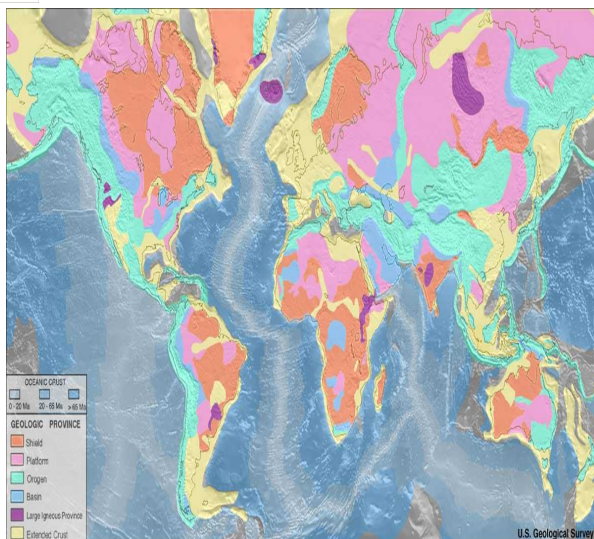 OCEANIC CRUST
0 - 20 Ma
20 - 65 Ma
> 65 Ma
GEOLOGIC PROVINCE
Shield
Platform
Orogen
Basin
Large Igneous Province
Extended Crust
U.S. Geological Survey